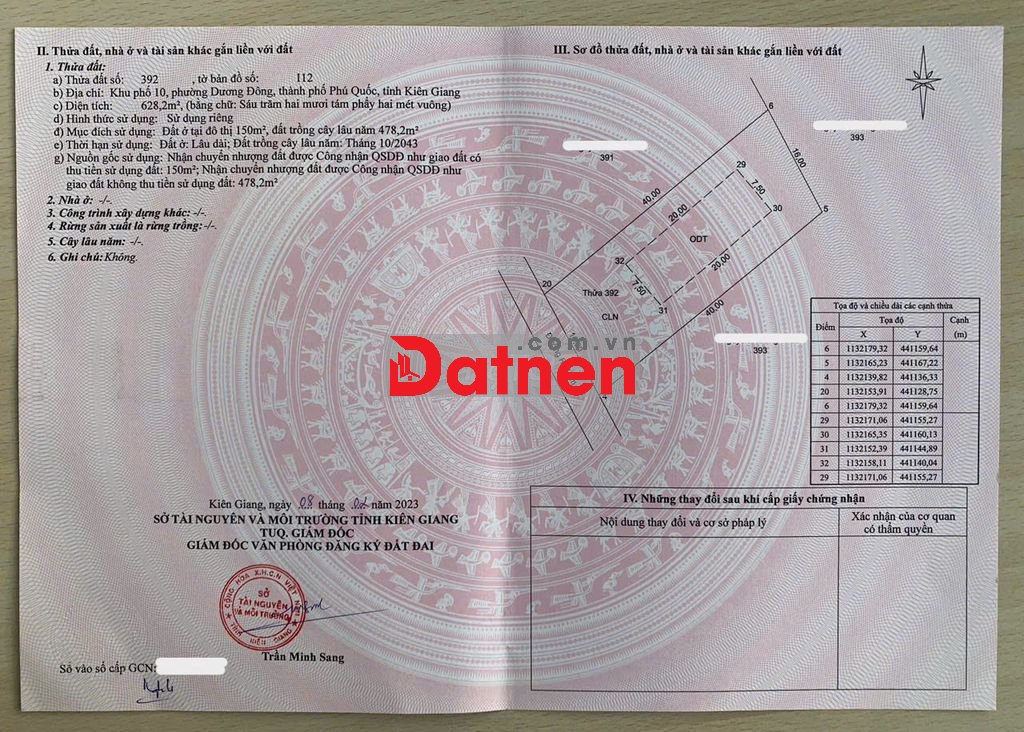 II. Thửa đất, nhà ở và tài sản khác gắn liền với đất
1. Thửa đất:
a) Thửa đất số: 392 , tờ bản đồ số: 112
b) Địa chỉ: Khu phố 10, phường Dương Đông, thành phố Phú Quốc, tỉnh Kiên Giang
c) Diện tích: 628,2m², (bằng chữ: Sáu trăm hai mươi tám phẩy hai mét vuông)
d) Hình thức sử dụng: Sử dụng riêng
đ) Mục đích sử dụng: Đất ở tại đô thị 150m², đất trồng cây lâu năm 478,2m²
e) Thời hạn sử dụng: Đất ở: Lâu dài; Đất trồng cây lâu năm: Tháng 10/2043
g) Nguồn gốc sử dụng: Nhận chuyển nhượng đất được Công nhận QSDĐ như giao đất có
thu tiền sử dụng đất: 150m²; Nhận chuyển nhượng đất được Công nhận QSDĐ như
giao đất không thu tiền sử dụng đất: 478,2m²
2. Nhà ở: -/-.
3. Công trình xây dựng khác: -/-.
4. Rừng sản xuất là rừng trồng: -/-.
5. Cây lâu năm: -/-.
6. Ghi chú: Không.
Kiên Giang, ngày 08 tháng 02 năm 2023
SỞ TÀI NGUYÊN VÀ MÔI TRƯỜNG TỈNH KIÊN GIANG
TUQ. GIÁM ĐỐC
GIÁM ĐỐC VĂN PHÒNG ĐĂNG KÝ ĐẤT ĐAI
CỘNG HÒA X.H.C.N VIỆT NAM
SỞ
TÀI NGUYÊN
VÀ MÔI TRƯỜNG
TỈNH KIÊN GIANG
Trần Minh Sang
Số vào sổ cấp GCN:
III. Sơ đồ thửa đất, nhà ở và tài sản khác gắn liền với đất
6
393
391
29
16,00
40,00
7,50
20,00
30
5
ODT
32
20,00
20
7,50
Thửa 392
31
40,00
CLN
393
4
Tọa độ và chiều dài các cạnh thửa
Điểm Tọa độ Cạnh
X Y (m)
6 1132179,32 441159,64
5 1132165,23 441167,22
4 1132139,82 441136,33
20 1132153,91 441128,75
6 1132179,32 441159,64
29 1132171,06 441155,27
30 1132165,35 441160,13
31 1132152,39 441144,89
32 1132158,11 441140,04
29 1132171,06 441155,27
IV. Những thay đổi sau khi cấp giấy chứng nhận
Nội dung thay đổi và cơ sở pháp lý
Xác nhận của cơ quan
có thẩm quyền
Datnen
.com.vn